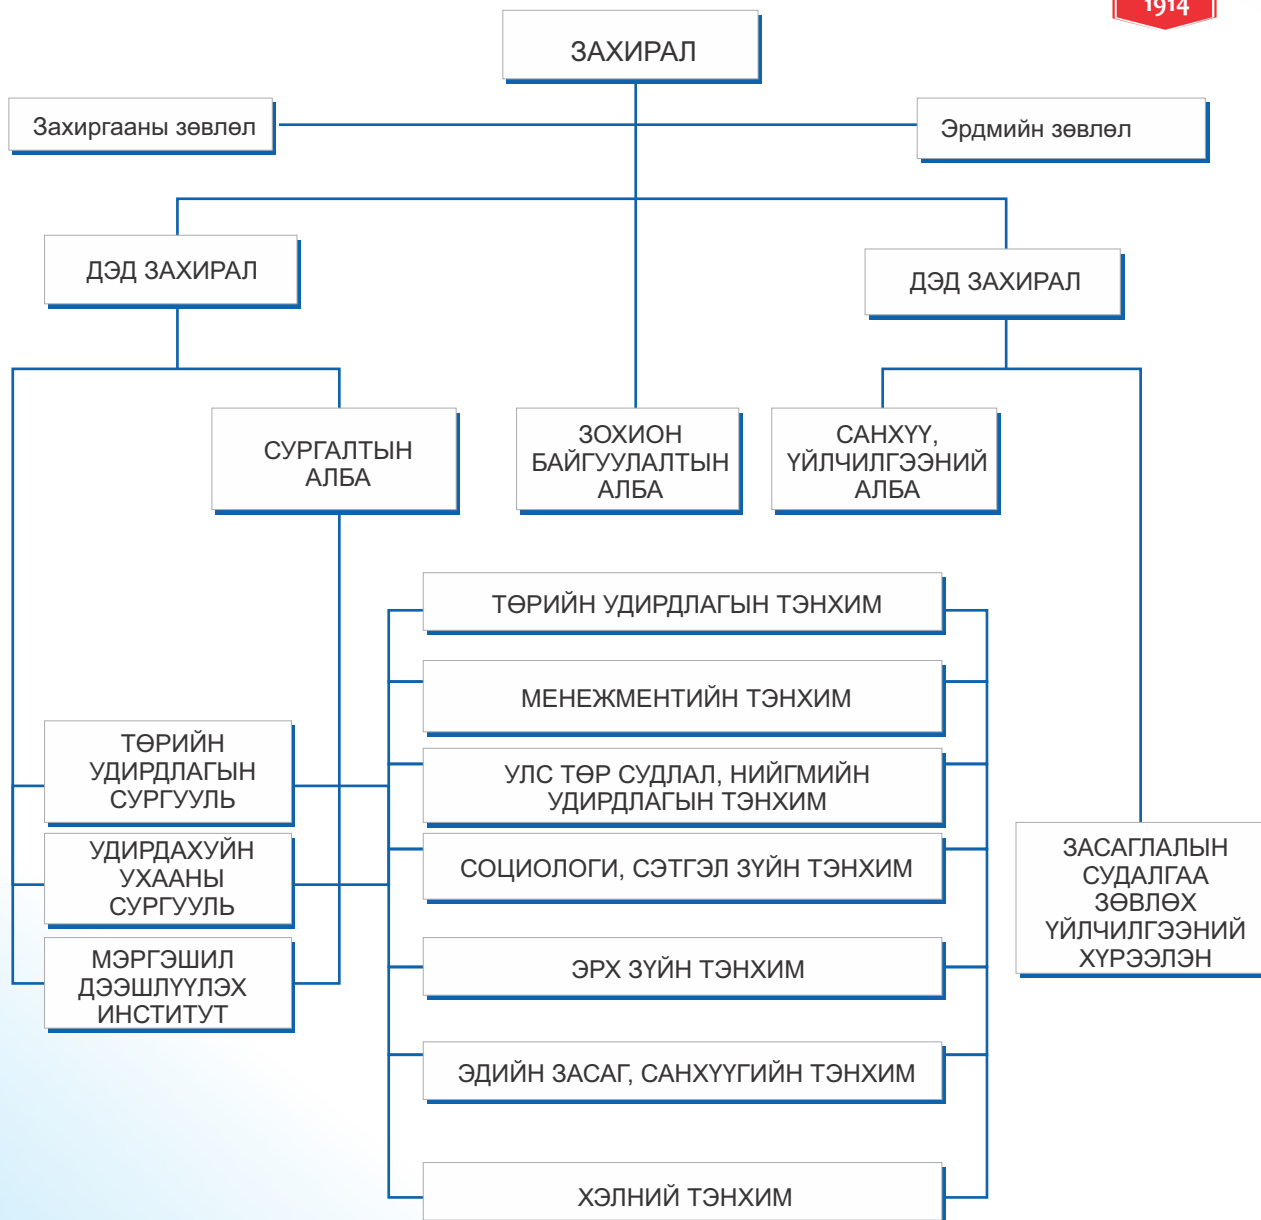 1914
ЗАХИРАЛ
Захиргааны зөвлөл
Эрдмийн зөвлөл
ДЭД ЗАХИРАЛ
ДЭД ЗАХИРАЛ
СУРГАЛТЫН
АЛБА
ЗОХИОН
БАЙГУУЛАЛТЫН
АЛБА
САНХҮҮ,
ҮЙЛЧИЛГЭЭНИЙ
АЛБА
ТӨРИЙН УДИРДЛАГЫН ТЭНХИМ
МЕНЕЖМЕНТИЙН ТЭНХИМ
УЛС ТӨР СУДЛАЛ, НИЙГМИЙН
УДИРДЛАГЫН ТЭНХИМ
СОЦИОЛОГИ, СЭТГЭЛ ЗҮЙН ТЭНХИМ
ЭРХ ЗҮЙН ТЭНХИМ
ЭДИЙН ЗАСАГ, САНХҮҮГИЙН ТЭНХИМ
ХЭЛНИЙ ТЭНХИМ
ТӨРИЙН
УДИРДЛАГЫН
СУРГУУЛЬ
УДИРДАХУЙН
УХААНЫ
СУРГУУЛЬ
МЭРГЭШИЛ
ДЭЭШЛҮҮЛЭХ
ИНСТИТУТ
ЗАСАГЛАЛЫН
СУДАЛГАА
ЗӨВЛӨХ
ҮЙЛЧИЛГЭЭНИЙ
ХҮРЭЭЛЭН